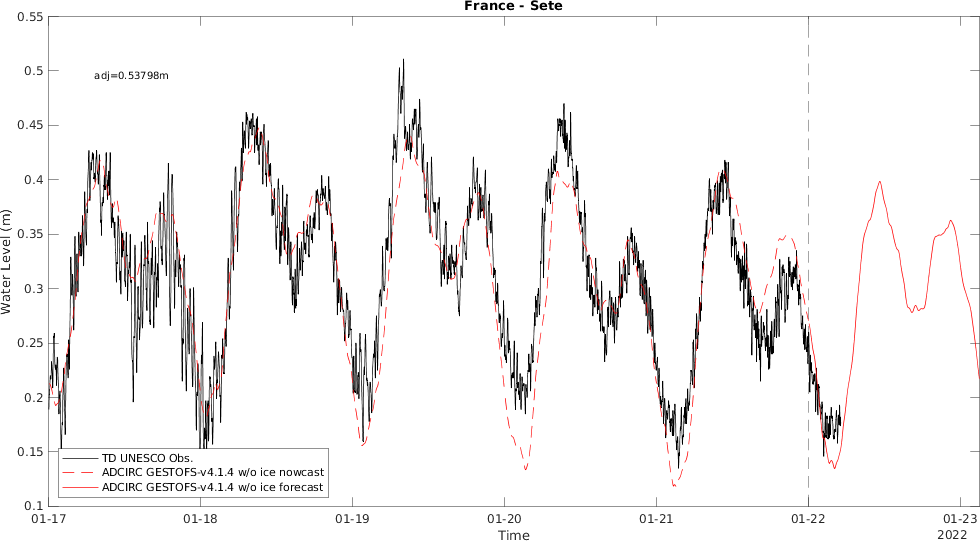 France - Sete
0.55
0.5
0.45
0.4
0.35
0.3
0.25
0.2
0.15
0.1
Water Level (m)
adj=0.53798m
TD UNESCO Obs.
ADCIRC GESTOFS-v4.1.4 w/o ice nowcast
ADCIRC GESTOFS-v4.1.4 w/o ice forecast
01-17 01-18 01-19 01-20 01-21 01-22 01-23
Time
2022